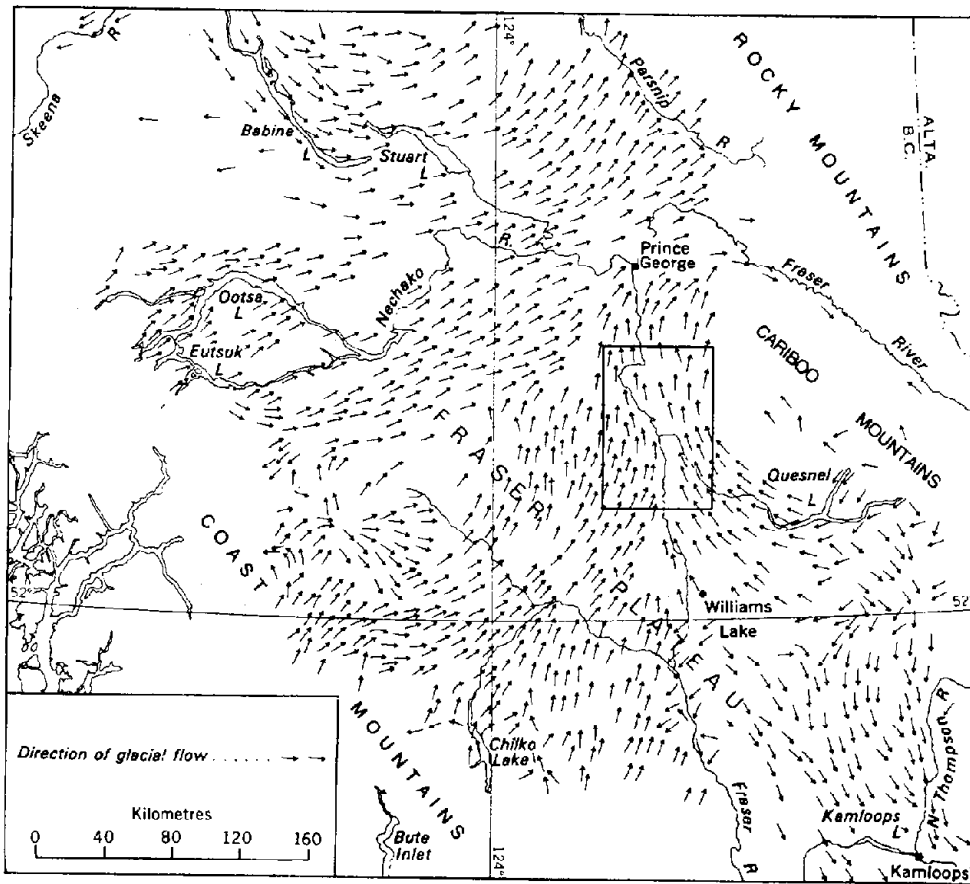 124°
R
Skeena
Parsnip
R
ROCKY MOUNTAINS
ALTA.
B.C.
Babine
L
Stuart
L
R.
Prince
George
Fraser
River
Nechako
Ootsa
L
Eutsuk
L
CARIBOO
MOUNTAINS
FRASER
PLATEAU
Quesnel
L
COAST
MOUNTAINS
52°
52°
Williams
Lake
Direction of glacial flow
Kilometres
0 40 80 120 160
Chilko
Lake
Bute
Inlet
124°
Fraser
R
N Thompson R
Kamloops
L
Kamloops